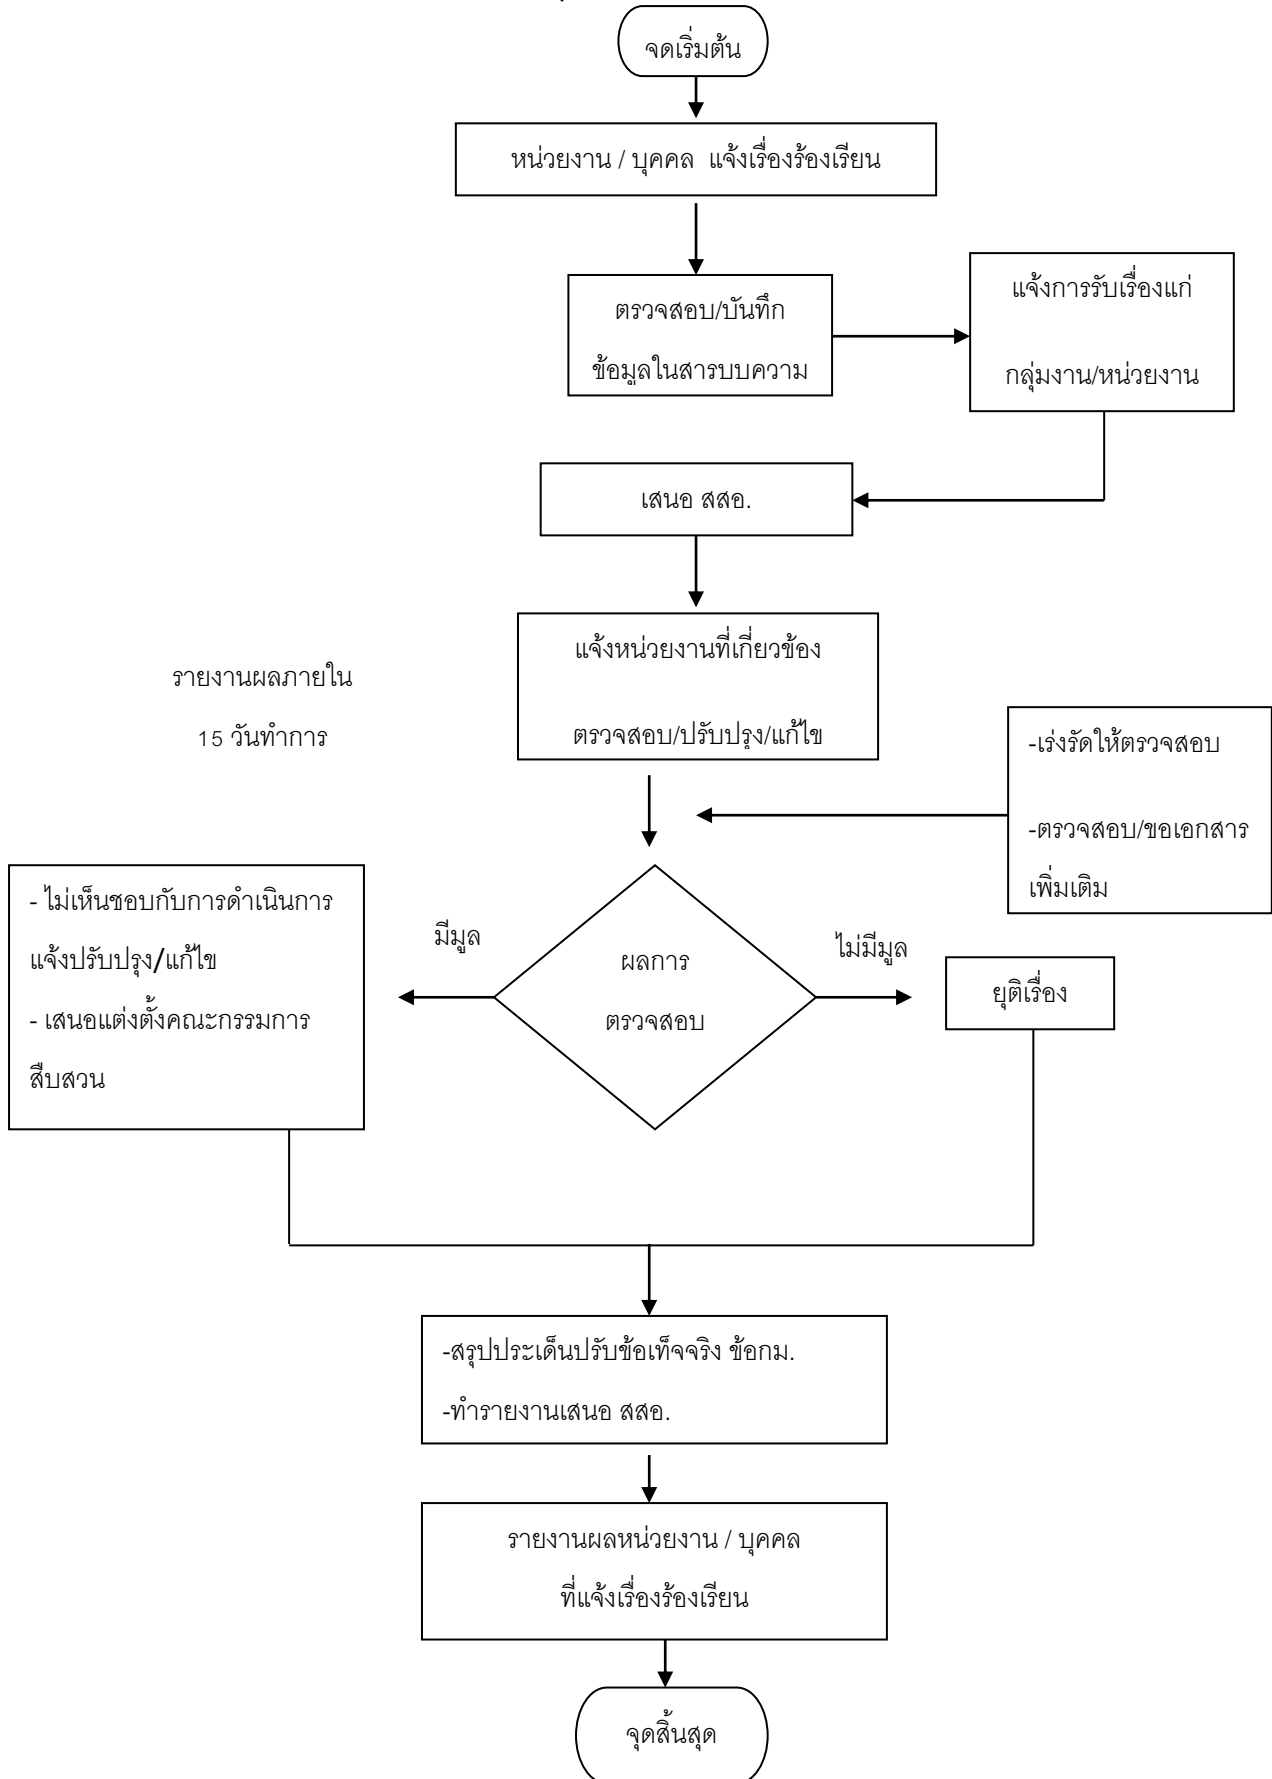 จดเริ่มต้น
หน่วยงาน / บุคคล แจ้งเรื่องร้องเรียน
ตรวจสอบ/บันทึก
ข้อมูลในสารบบความ
แจ้งการรับเรื่องแก่
กลุ่มงาน/หน่วยงาน
เสนอ สสอ.
แจ้งหน่วยงานที่เกี่ยวข้อง
ตรวจสอบ/ปรับปรุง/แก้ไข
รายงานผลภายใน
15 วันทำการ
-เร่งรัดให้ตรวจสอบ
-ตรวจสอบ/ขอเอกสาร
เพิ่มเติม
- ไม่เห็นชอบกับการดำเนินการ
แจ้งปรับปรุง/แก้ไข
- เสนอแต่งตั้งคณะกรรมการ
สืบสวน
มีมูล
ผลการ
ตรวจสอบ
ไม่มีมูล
ยุติเรื่อง
-สรุปประเด็นปรับข้อเท็จจริง ข้อกม.
-ทำรายงานเสนอ สสอ.
รายงานผลหน่วยงาน / บุคคล
ที่แจ้งเรื่องร้องเรียน
จุดสิ้นสุด